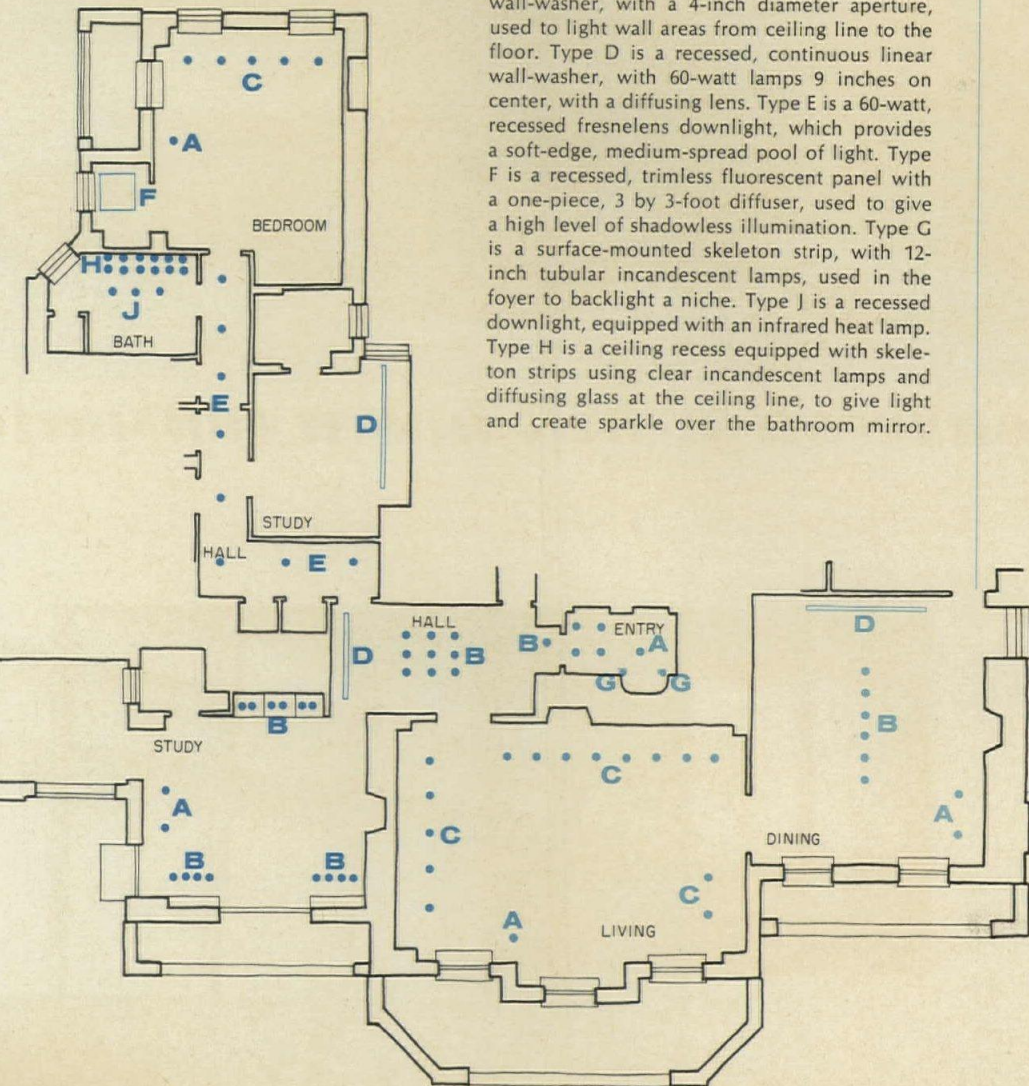 wall-washer, with a 4-inch diameter aperture,
used to light wall areas from ceiling line to the
floor. Type D is a recessed, continuous linear
wall-washer, with 60-watt lamps 9 inches on
center, with a diffusing lens. Type E is a 60-watt,
recessed fresnelens downlight, which provides
a soft-edge, medium-spread pool of light. Type
F is a recessed, trimless fluorescent panel with
a one-piece, 3 by 3-foot diffuser, used to give
a high level of shadowless illumination. Type G
is a surface-mounted skeleton strip, with 12-
inch tubular incandescent lamps, used in the
foyer to backlight a niche. Type J is a recessed
downlight, equipped with an infrared heat lamp.
Type H is a ceiling recess equipped with skele-
ton strips using clear incandescent lamps and
diffusing glass at the ceiling line, to give light
and create sparkle over the bathroom mirror.
C
A
F
BEDROOM
H
J
BATH
E
D
STUDY
HALL
E
HALL
ENTRY
D
B
B
A
D
G
G
B
B
STUDY
C
A
C
A
DINING
B
B
C
A
LIVING